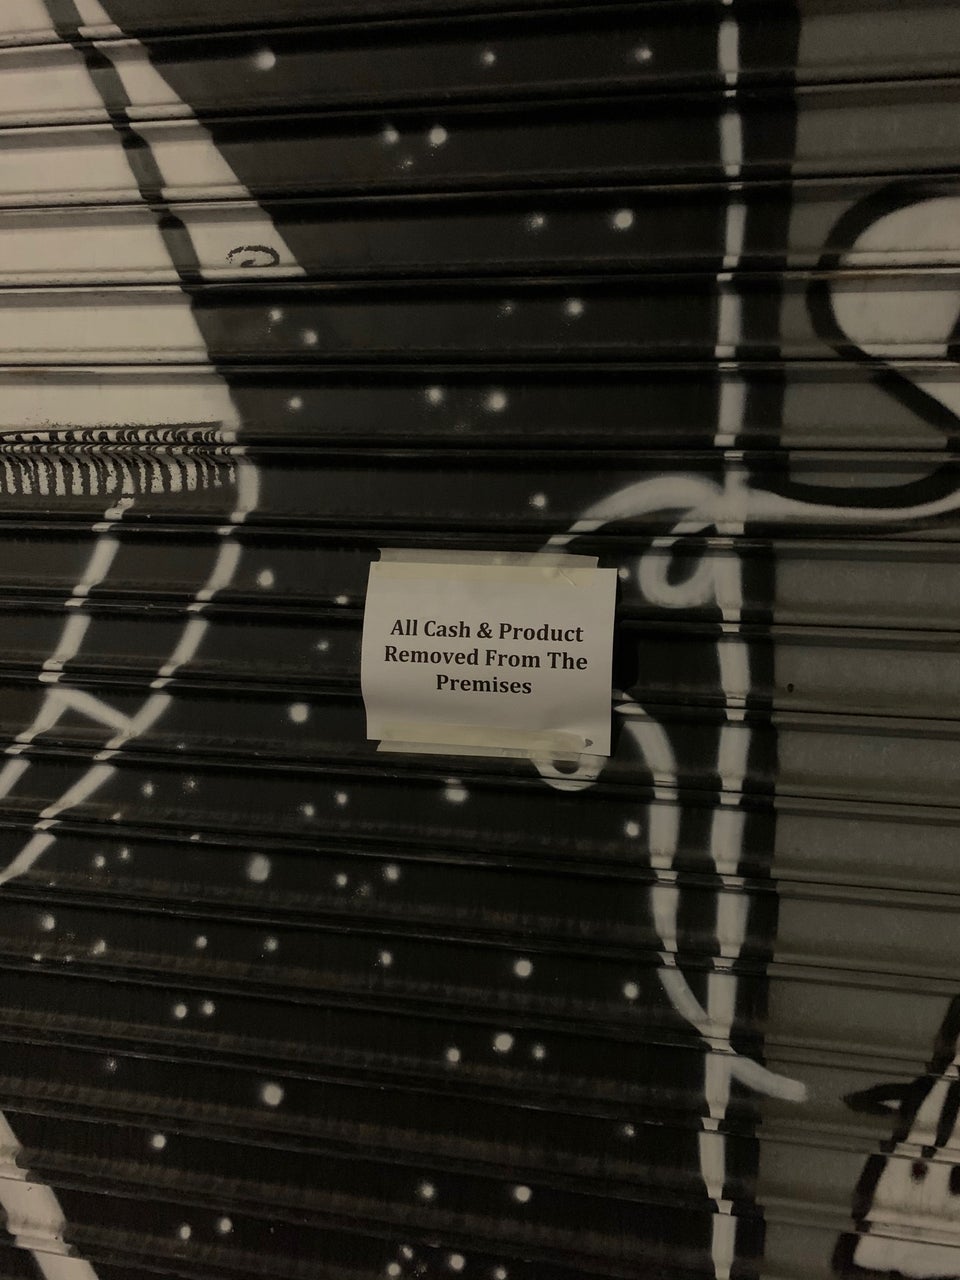 All Cash & Product
Removed From The
Premises